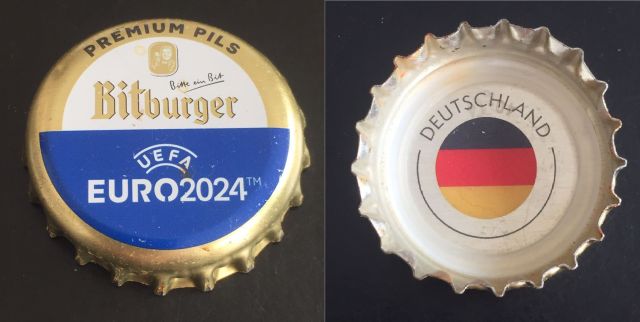 PREMIUM PILS
Bitte ein Bit
Bitburger
UEFA
EURO2024™
DEUTSCHLAND